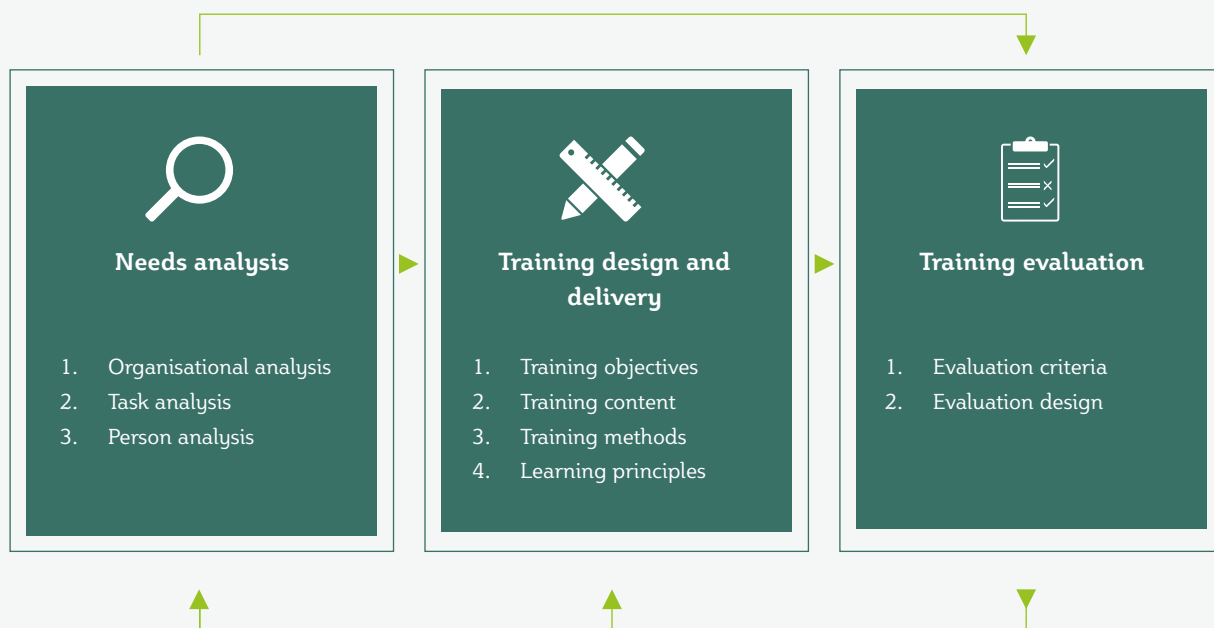 Needs analysis
1. Organisational analysis
2. Task analysis
3. Person analysis
Training design and
delivery
1. Training objectives
2. Training content
3. Training methods
4. Learning principles
Training evaluation
1. Evaluation criteria
2. Evaluation design